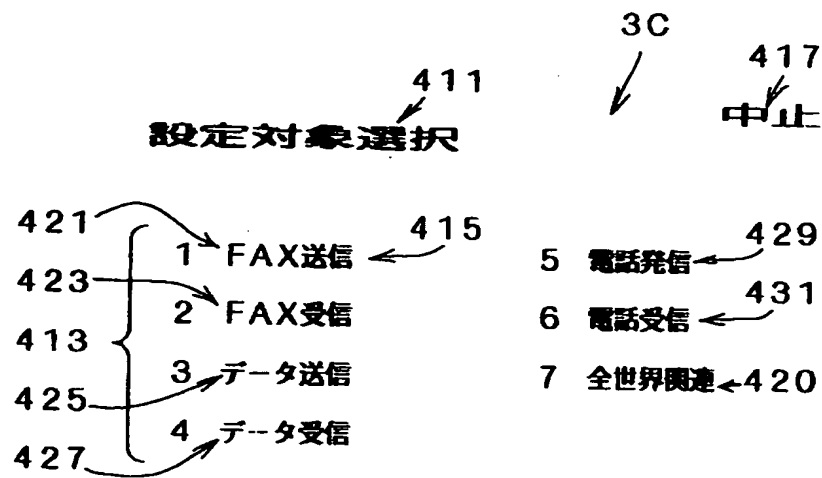 3C
411
417
設定対象選択
中止
421
415
429
1 FAX送信
5 電話発信
423
431
2 FAX受信
6 電話受信
413
3 データ送信
7 全世界関連
420
425
4 データ受信
427